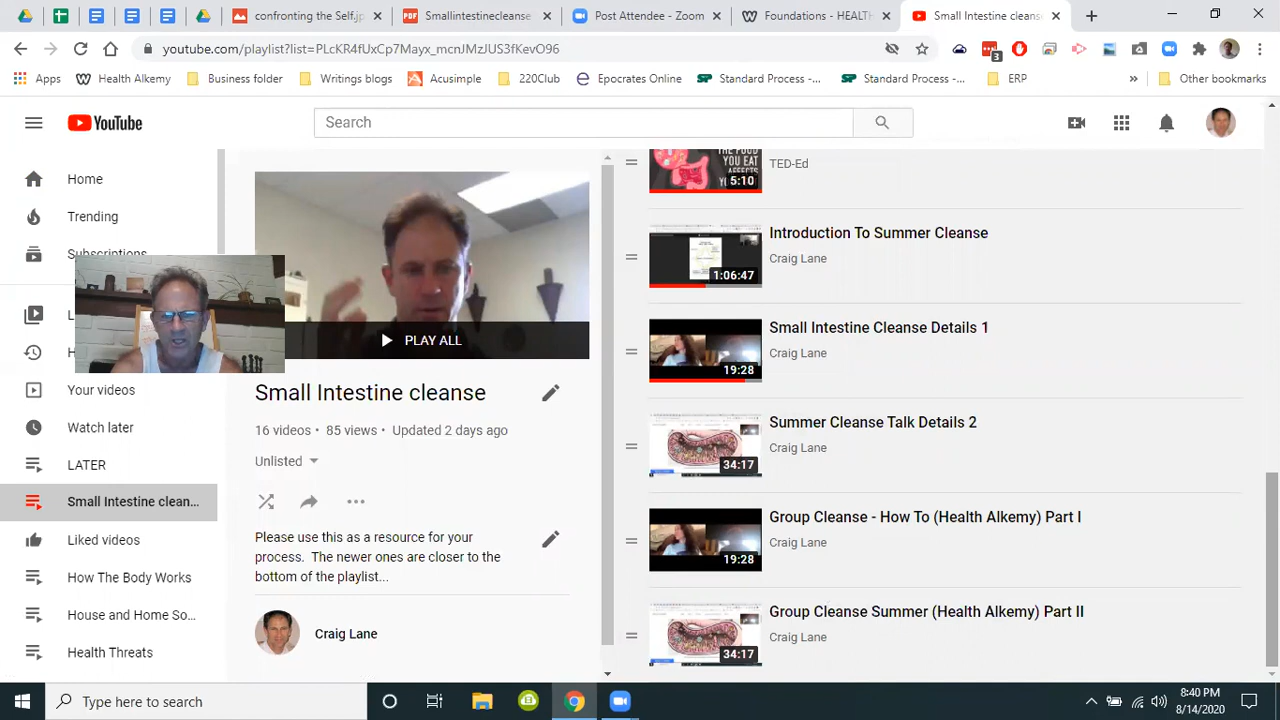 confronting the Self.jp
Smallintestinecleanse
Post Attendee - Zoom
Foundations - HEALTH
Small Intestine cleanse
youtube.com/playlist?list=PLcKR4fUxCp7Mayx_mcnJMzJUS3fKevO96
3
Apps
Health Alkemy
Business folder
Writings blogs
Acusimple
220Club
Epocrates Online
Standard Process -...
Standard Process -...
ERP
Other bookmarks
YouTube
Search
Home
Trending
Subscriptions
Your videos
Watch later
LATER
Small Intestine clean...
Liked videos
How The Body Works
House and Home So...
Health Threats
PLAY ALL
Small Intestine cleanse
16 videos • 85 views • Updated 2 days ago
Unlisted
Please use this as a resource for your
process. The newer ones are closer to the
bottom of the playlist...
Craig Lane
THE FOOD
YOU EAT
AFFECTS
5:10
TED-Ed
1:06:47
Introduction To Summer Cleanse
Craig Lane
19:28
Small Intestine Cleanse Details 1
Craig Lane
34:17
Summer Cleanse Talk Details 2
Craig Lane
19:28
Group Cleanse - How To (Health Alkemy) Part I
Craig Lane
34:17
Group Cleanse Summer (Health Alkemy) Part II
Craig Lane
Type here to search
8:40 PM
8/14/2020